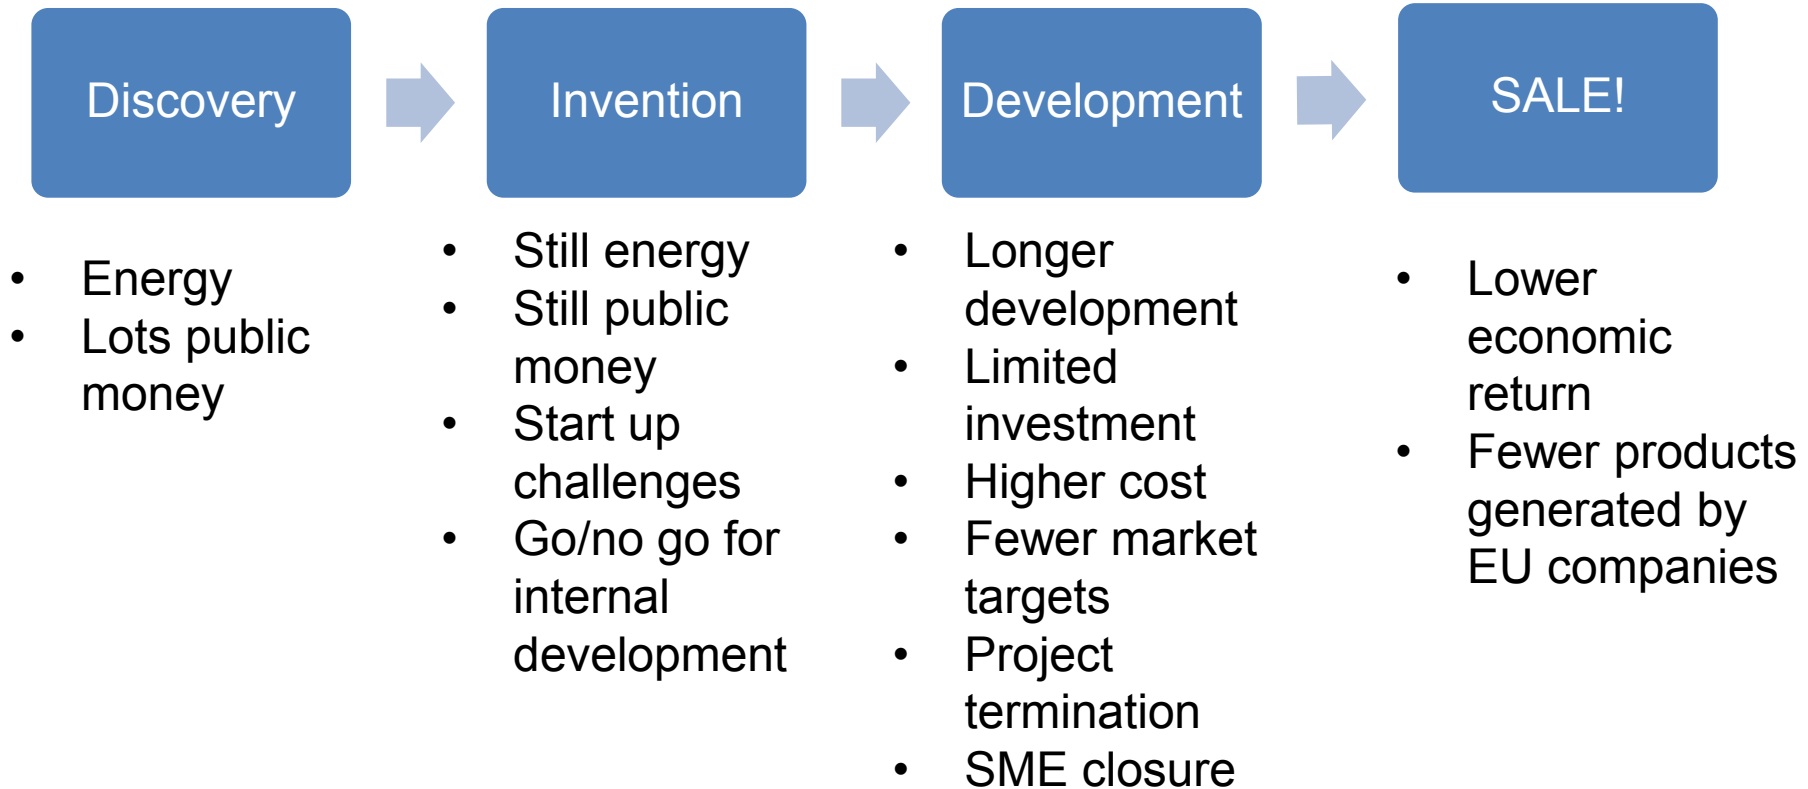 Discovery
Invention
Development
SALE!
• Energy
• Lots public
money
• Still energy
• Still public
money
• Start up
challenges
• Go/no go for
internal
development
• Longer
development
• Limited
investment
• Higher cost
• Fewer market
targets
• Project
termination
• SME closure
• Lower
economic
return
• Fewer products
generated by
EU companies